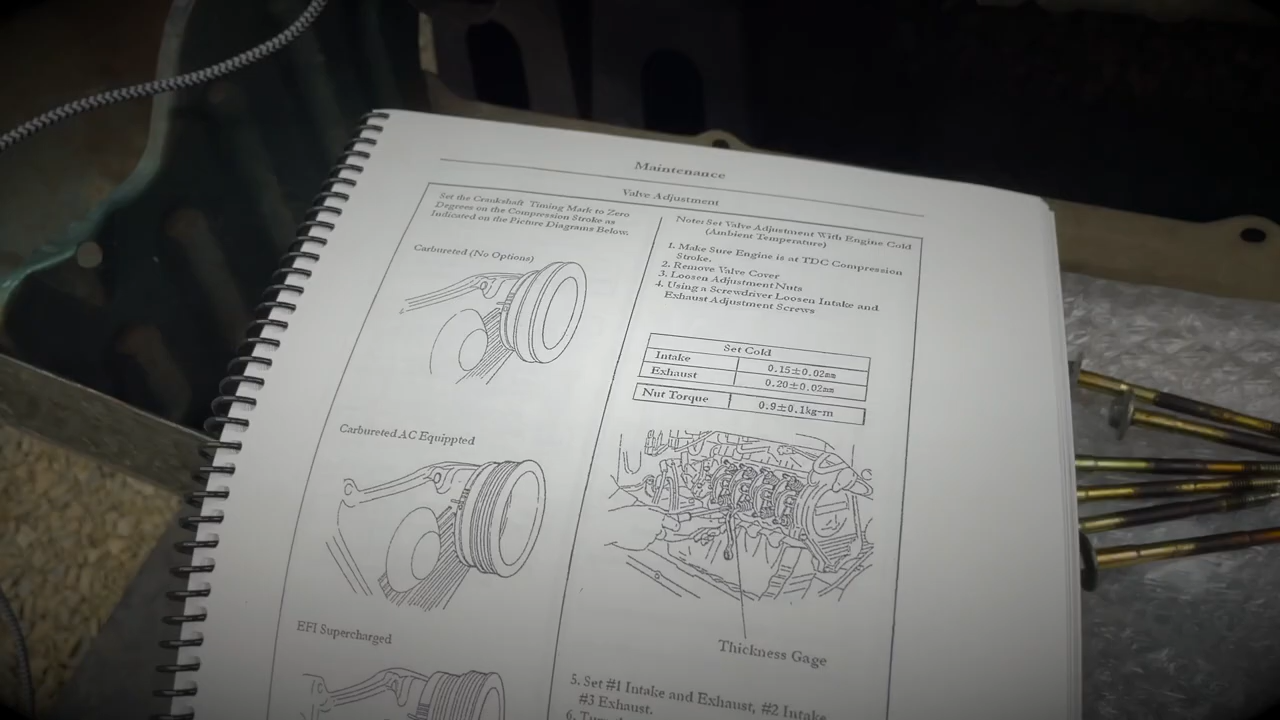 Maintenance
Valve Adjustment
Set the Crankshaft Timing Mark to Zero
Degrees on the Compression Stroke as
Indicated on the Picture Diagrams Below.
Carbureted (No Options)
Carbureted AC Equippted
EFI Supercharged
Note: Set Valve Adjustment With Engine Cold
(Ambient Temperature)
1. Make Sure Engine is at TDC Compression
Stroke.
2. Remove Valve Cover
3. Loosen Adjustment Nuts
4. Using a Screwdriver Loosen Intake and
Exhaust Adjustment Screws
Set Cold
Intake 0.15±0.02mm
Exhaust 0.20±0.02mm
Nut Torque 0.9±0.1kg-m
Thickness Gage
5. Set #1 Intake and Exhaust, #2 Intake
#3 Exhaust.
6.